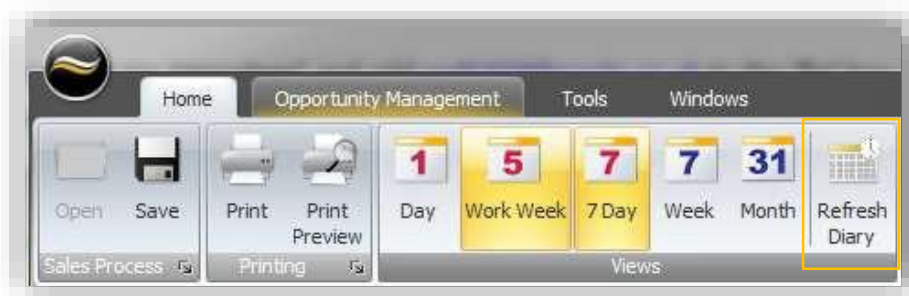 Home Opportunity Management Tools Windows
1 5 7 7 31
Open Save Print Print Preview Day Work Week 7 Day Week Month Refresh Diary
Sales Process Printing Views